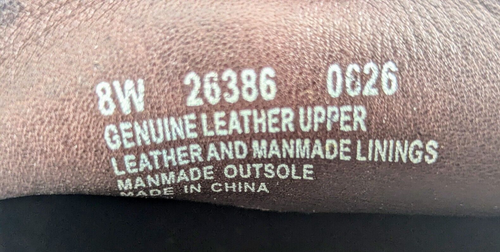 8W 26386 0626
GENUINE LEATHER UPPER
LEATHER AND MANMADE LININGS
MANMADE OUTSOLE
MADE IN CHINA